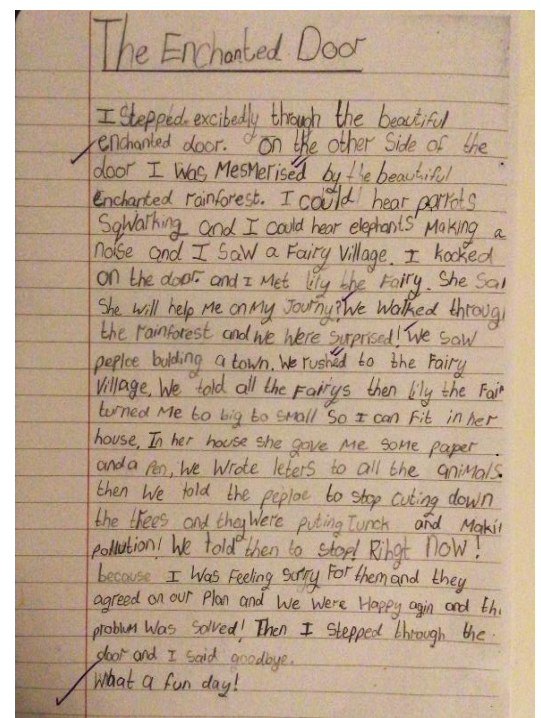 The Enchanted Door
I Stepped excitedly through the beautiful
enchanted door. On the other Side of the
door I Was Mesmerised by the beautiful
Enchanted rainforest. I could hear parrots
Sqwarking and I could hear elephants Making a
noise and I Saw a Fairy Village. I kocked
on the door. and I Met lily the Fairy. She Sai
She will help Me on My Journy? We Walked throug
the rainforest and we Were Surprised! We saw
peploe bulding a town. We rushed to the Fairy
Village. We told all the Fairys then lily the Fair
turned Me to big to Small So I can Fit in her
house. In her house she gave Me Some paper
and a Pen, We Wrote leters to all the animals.
then We told the peploe to stop Cuting down
the trees and they Were puting Junck and Makin
pollution! We told then to stop! Rihgt NOW!
because I Was Feeling Sorry For them and they
agreed on our Plan and We Were Happy agin and th
problem Was Solved! Then I Stepped through the
door and I said goodbye.
What a fun day!